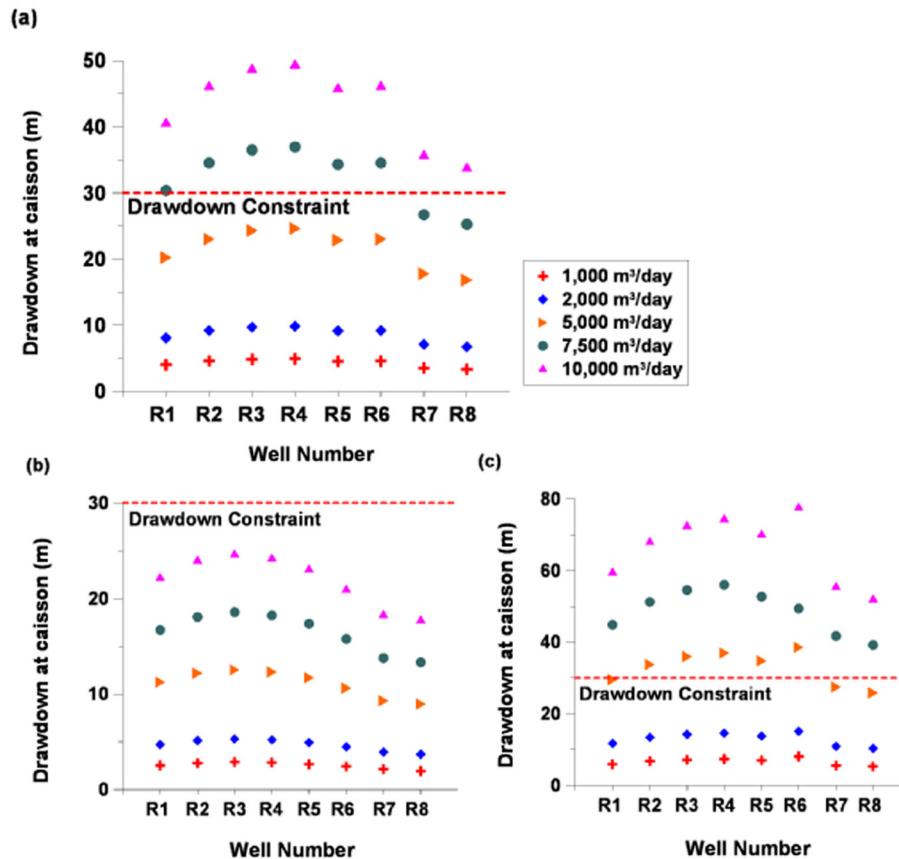 (a)
Drawdown at caisson (m)
50
40
30
20
10
0
Drawdown Constraint
R1 R2 R3 R4 R5 R6 R7 R8
Well Number
1,000 m³/day
2,000 m³/day
5,000 m³/day
7,500 m³/day
10,000 m³/day
(b)
Drawdown at caisson (m)
30
20
10
0
Drawdown Constraint
R1 R2 R3 R4 R5 R6 R7 R8
Well Number
(c)
Drawdown at caisson (m)
80
60
40
30
20
0
Drawdown Constraint
R1 R2 R3 R4 R5 R6 R7 R8
Well Number